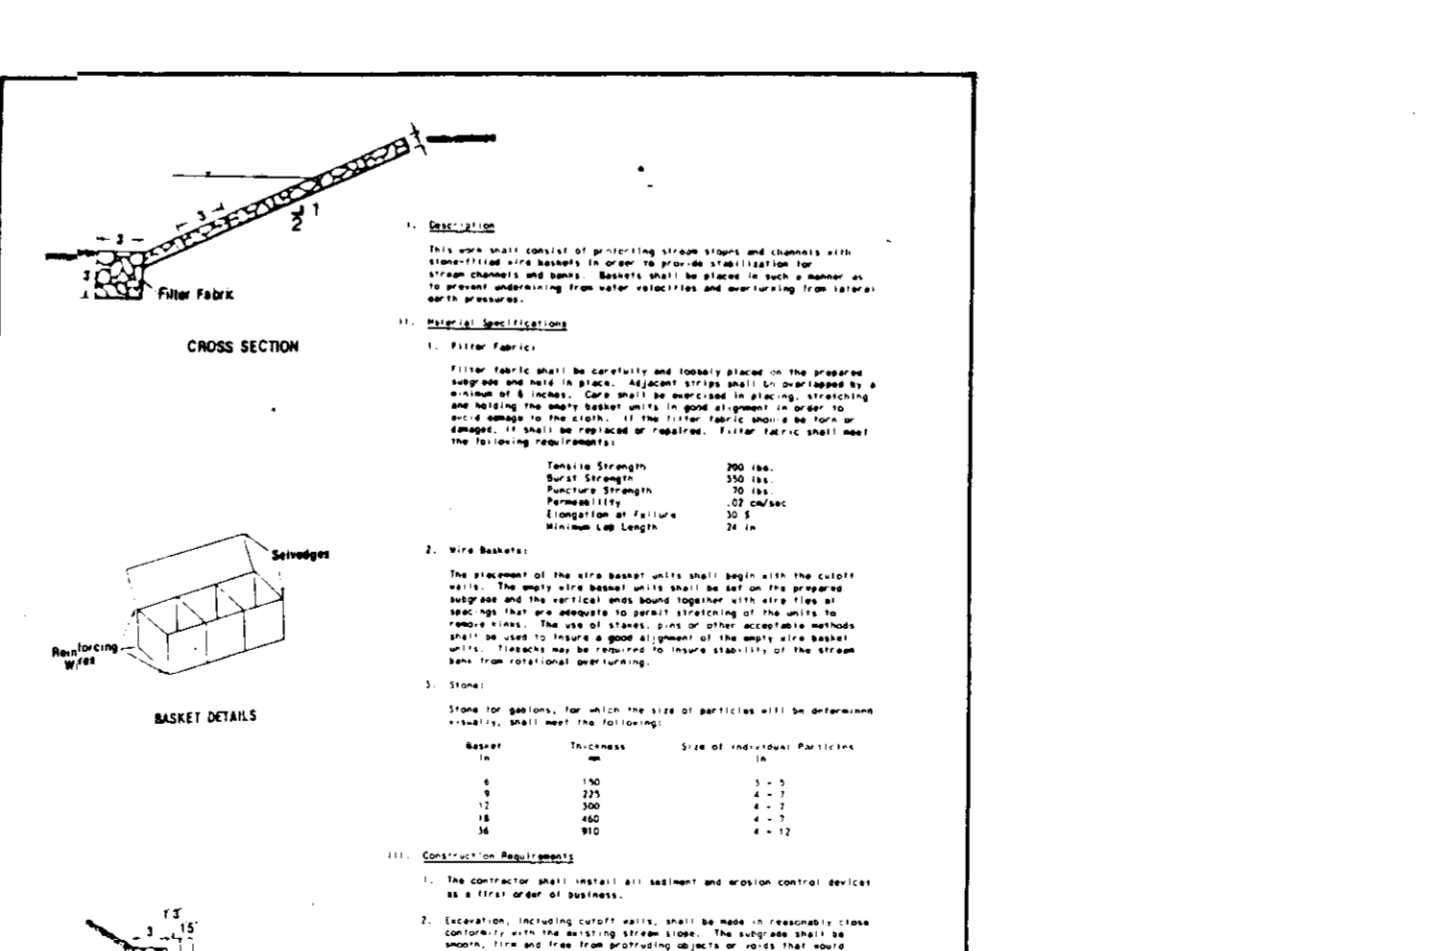 3
1
2
3
3
Filter Fabric
CROSS SECTION
I. Description
This work shall consist of protecting stream slopes and channels with
stone-filled wire baskets in order to provide stabilization for
stream channels and banks. Baskets shall be placed in such a manner as
to prevent undermining from water velocities and overturning from lateral
earth pressures.
II. Material Specifications
1. Filter Fabric:
Filter fabric shall be carefully and loosely placed on the prepared
subgrade and held in place. Adjacent strips shall be overlapped by a
minimum of 6 inches. Care shall be exercised in placing, stretching
and holding the empty basket units in good alignment in order to
avoid damage to the cloth. If the filter fabric should be torn or
damaged, it shall be replaced or repaired. Filter fabric shall meet
the following requirements:
Tensile Strength 200 lbs.
Burst Strength 350 lbs.
Puncture Strength 70 lbs.
Permeability .02 cm/sec
Elongation at Failure 30 %
Minimum Lap Length 24 in
Selvedges
Reinforcing
Wires
BASKET DETAILS
2. Wire Baskets:
The placement of the wire basket units shall begin with the cutoff
walls. The empty wire basket units shall be set on the prepared
subgrade and the vertical ends bound together with wire ties at
spacings that are adequate to permit stretching of the units to
remove kinks. The use of stakes, pins or other acceptable methods
shall be used to insure a good alignment of the empty wire basket
units. Tiebacks may be required to insure stability of the stream
bank from rotational overturning.
3. Stone:
Stone for gabions, for which the size of particles will be determined
visually, shall meet the following:
Basket Thickness Size of Individual Particles
in mm in
6 150 3 - 5
9 225 4 - 7
12 300 4 - 7
18 460 4 - 7
36 910 4 - 12
III. Construction Requirements
1. The contractor shall install all sediment and erosion control devices
as a first order of business.
2. Excavation, including cutoff walls, shall be made in reasonably close
conformity with the existing stream slope. The subgrade shall be
smooth, firm and free from protruding objects or voids that would
1'3'
3 1.5'